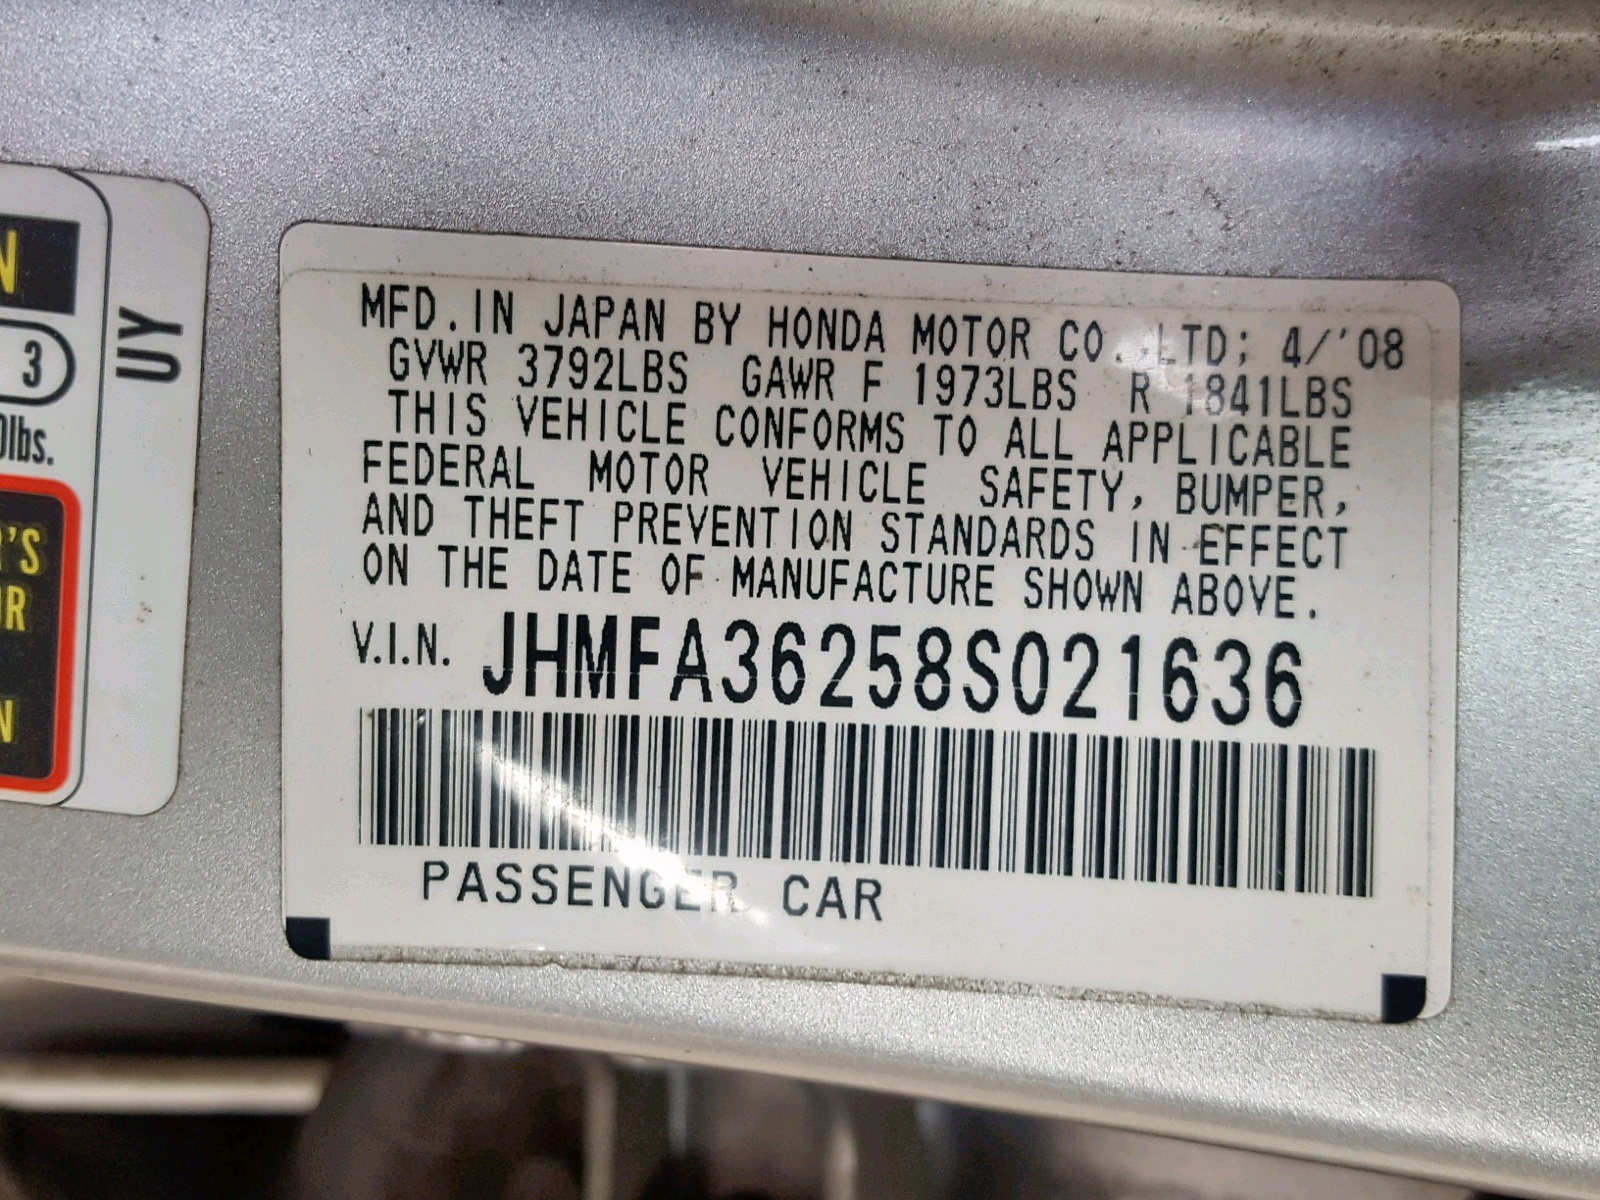 N
3
0lbs.
R'S
OR
N
UY
MFD. IN JAPAN BY HONDA MOTOR CO. LTD; 4/'08
GVWR 3792LBS GAWR F 1973LBS R 1841LBS
THIS VEHICLE CONFORMS TO ALL APPLICABLE
FEDERAL MOTOR VEHICLE SAFETY, BUMPER,
AND THEFT PREVENTION STANDARDS IN EFFECT
ON THE DATE OF MANUFACTURE SHOWN ABOVE.
V.I.N. JHMFA36258S021636
PASSENGER CAR